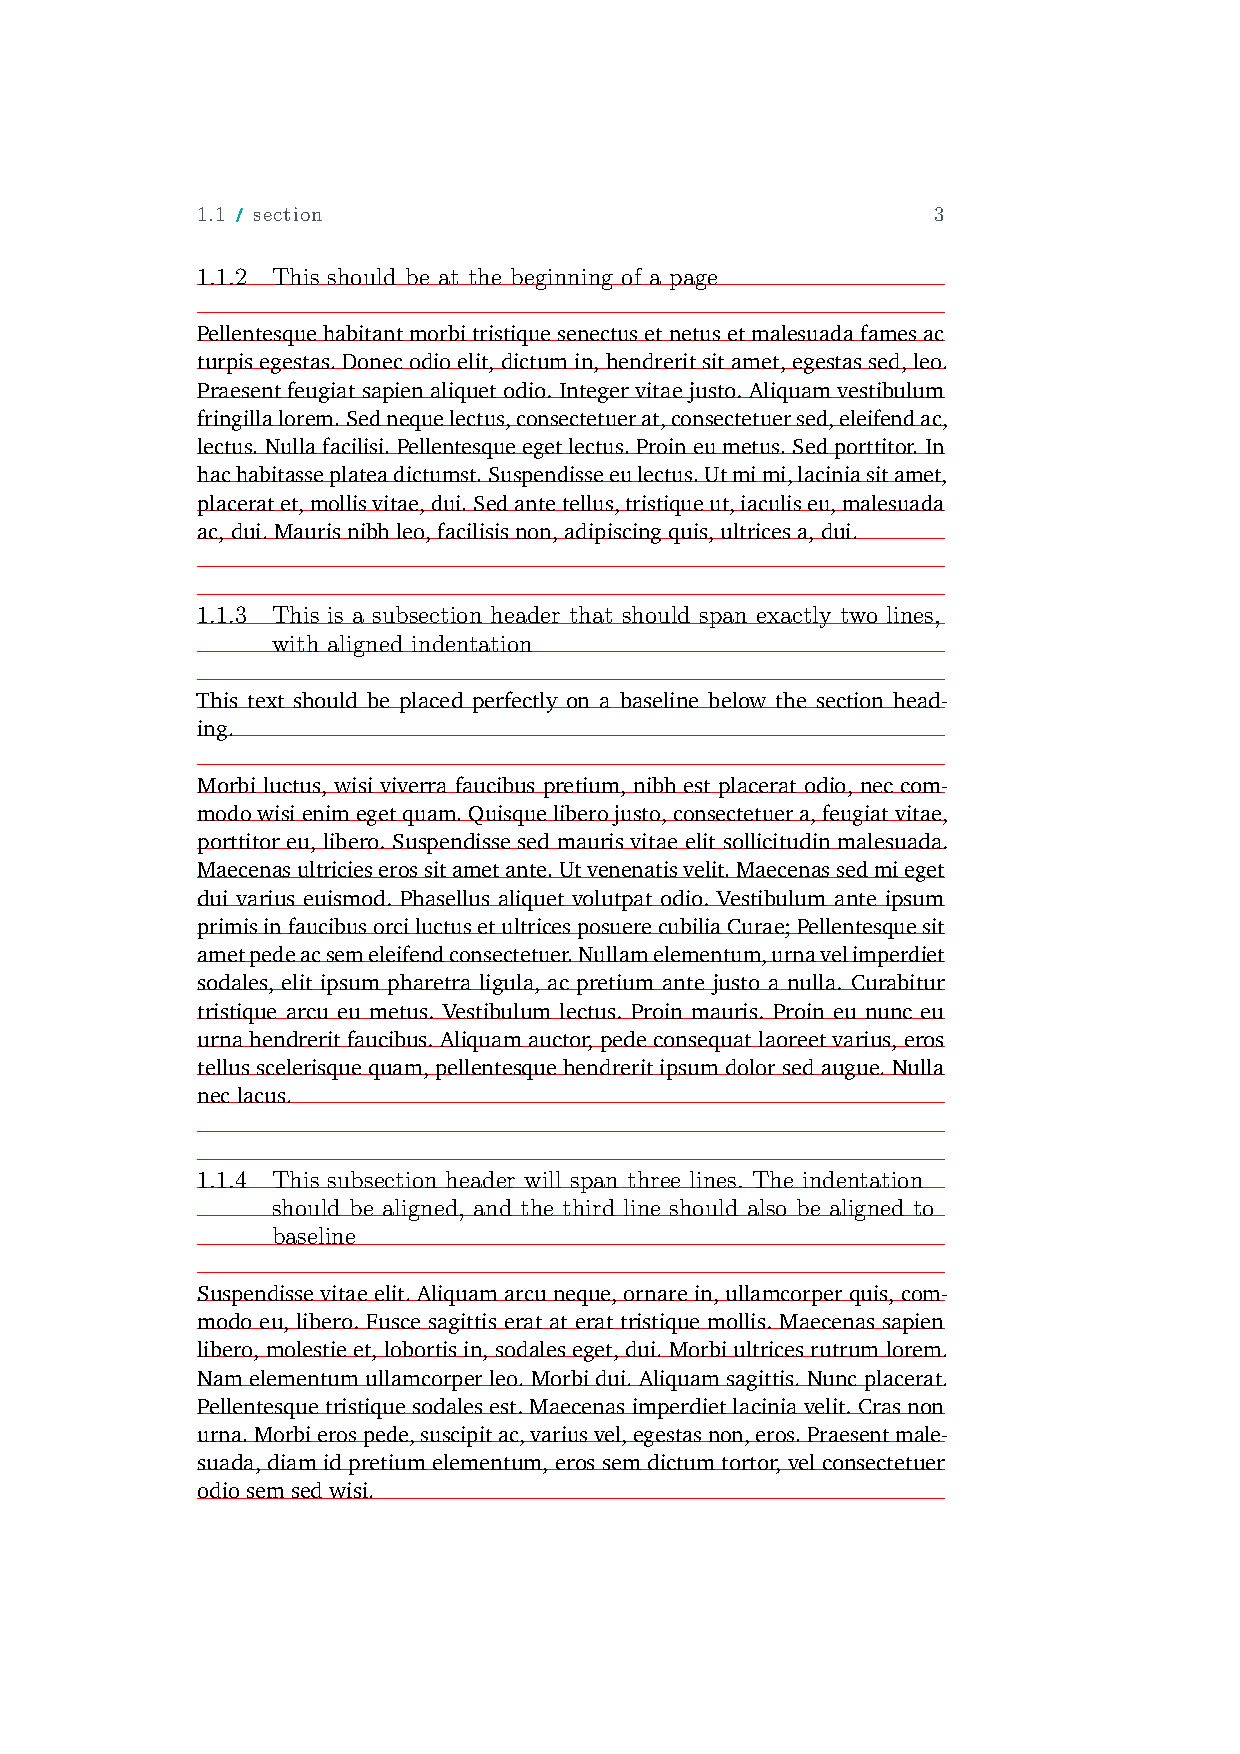 1.1 / section 3
1.1.2 This should be at the beginning of a page
Pellentesque habitant morbi tristique senectus et netus et malesuada fames ac
turpis egestas. Donec odio elit, dictum in, hendrerit sit amet, egestas sed, leo.
Praesent feugiat sapien aliquet odio. Integer vitae justo. Aliquam vestibulum
fringilla lorem. Sed neque lectus, consectetuer at, consectetuer sed, eleifend ac,
lectus. Nulla facilisi. Pellentesque eget lectus. Proin eu metus. Sed porttitor. In
hac habitasse platea dictumst. Suspendisse eu lectus. Ut mi mi, lacinia sit amet,
placerat et, mollis vitae, dui. Sed ante tellus, tristique ut, iaculis eu, malesuada
ac, dui. Mauris nibh leo, facilisis non, adipiscing quis, ultrices a, dui.
1.1.3 This is a subsection header that should span exactly two lines,
with aligned indentation
This text should be placed perfectly on a baseline below the section head-
ing.
Morbi luctus, wisi viverra faucibus pretium, nibh est placerat odio, nec com-
modo wisi enim eget quam. Quisque libero justo, consectetuer a, feugiat vitae,
porttitor eu, libero. Suspendisse sed mauris vitae elit sollicitudin malesuada.
Maecenas ultricies eros sit amet ante. Ut venenatis velit. Maecenas sed mi eget
dui varius euismod. Phasellus aliquet volutpat odio. Vestibulum ante ipsum
primis in faucibus orci luctus et ultrices posuere cubilia Curae; Pellentesque sit
amet pede ac sem eleifend consectetuer. Nullam elementum, urna vel imperdiet
sodales, elit ipsum pharetra ligula, ac pretium ante justo a nulla. Curabitur
tristique arcu eu metus. Vestibulum lectus. Proin mauris. Proin eu nunc eu
urna hendrerit faucibus. Aliquam auctor, pede consequat laoreet varius, eros
tellus scelerisque quam, pellentesque hendrerit ipsum dolor sed augue. Nulla
nec lacus.
1.1.4 This subsection header will span three lines. The indentation
should be aligned, and the third line should also be aligned to
baseline
Suspendisse vitae elit. Aliquam arcu neque, ornare in, ullamcorper quis, com-
modo eu, libero. Fusce sagittis erat at erat tristique mollis. Maecenas sapien
libero, molestie et, lobortis in, sodales eget, dui. Morbi ultrices rutrum lorem.
Nam elementum ullamcorper leo. Morbi dui. Aliquam sagittis. Nunc placerat.
Pellentesque tristique sodales est. Maecenas imperdiet lacinia velit. Cras non
urna. Morbi eros pede, suscipit ac, varius vel, egestas non, eros. Praesent male-
suada, diam id pretium elementum, eros sem dictum tortor, vel consectetuer
odio sem sed wisi.